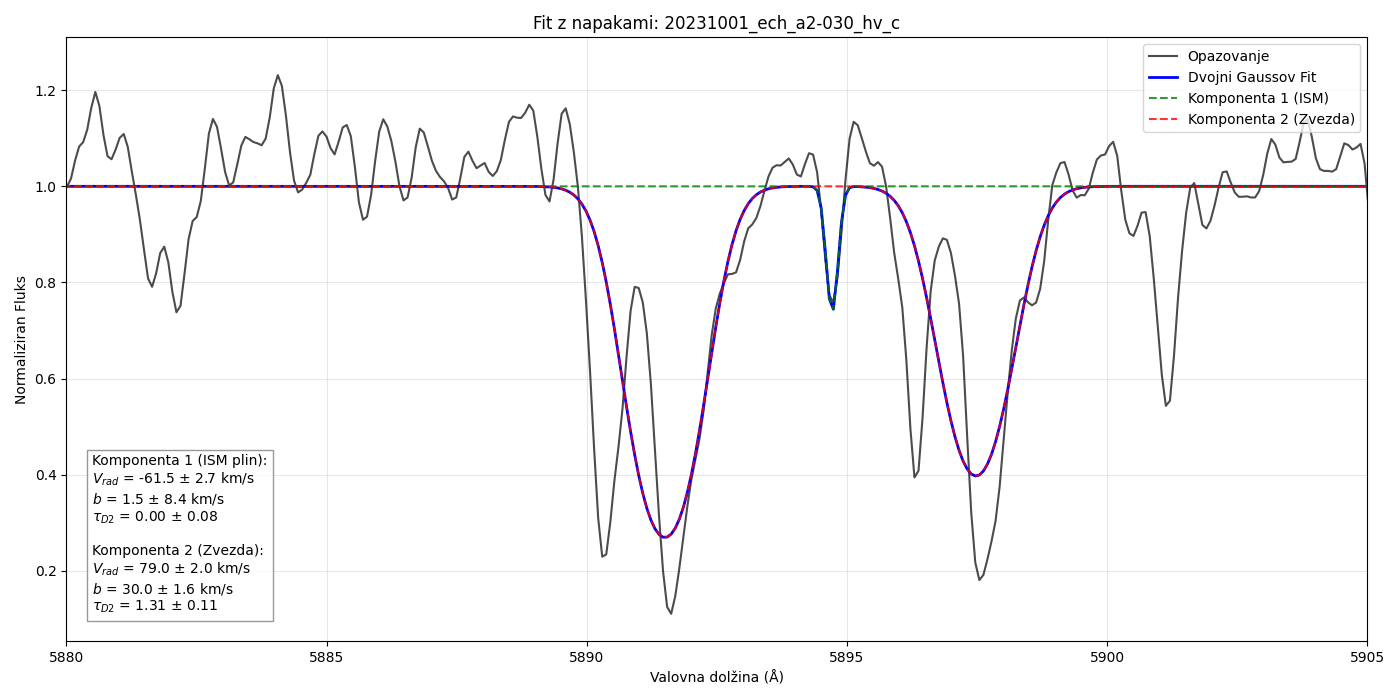 Fit z napakami: 20231001_ech_a2-030_hv_c
Normaliziran Fluks
1.2
1.0
0.8
0.6
0.4
0.2
Opazovanje
Dvojni Gaussov Fit
Komponenta 1 (ISM)
Komponenta 2 (Zvezda)
Komponenta 1 (ISM plin):
V_rad = -61.5 ± 2.7 km/s
b = 1.5 ± 8.4 km/s
τ_D2 = 0.00 ± 0.08
Komponenta 2 (Zvezda):
V_rad = 79.0 ± 2.0 km/s
b = 30.0 ± 1.6 km/s
τ_D2 = 1.31 ± 0.11
5880 5885 5890 5895 5900 5905
Valovna dolžina (Å)